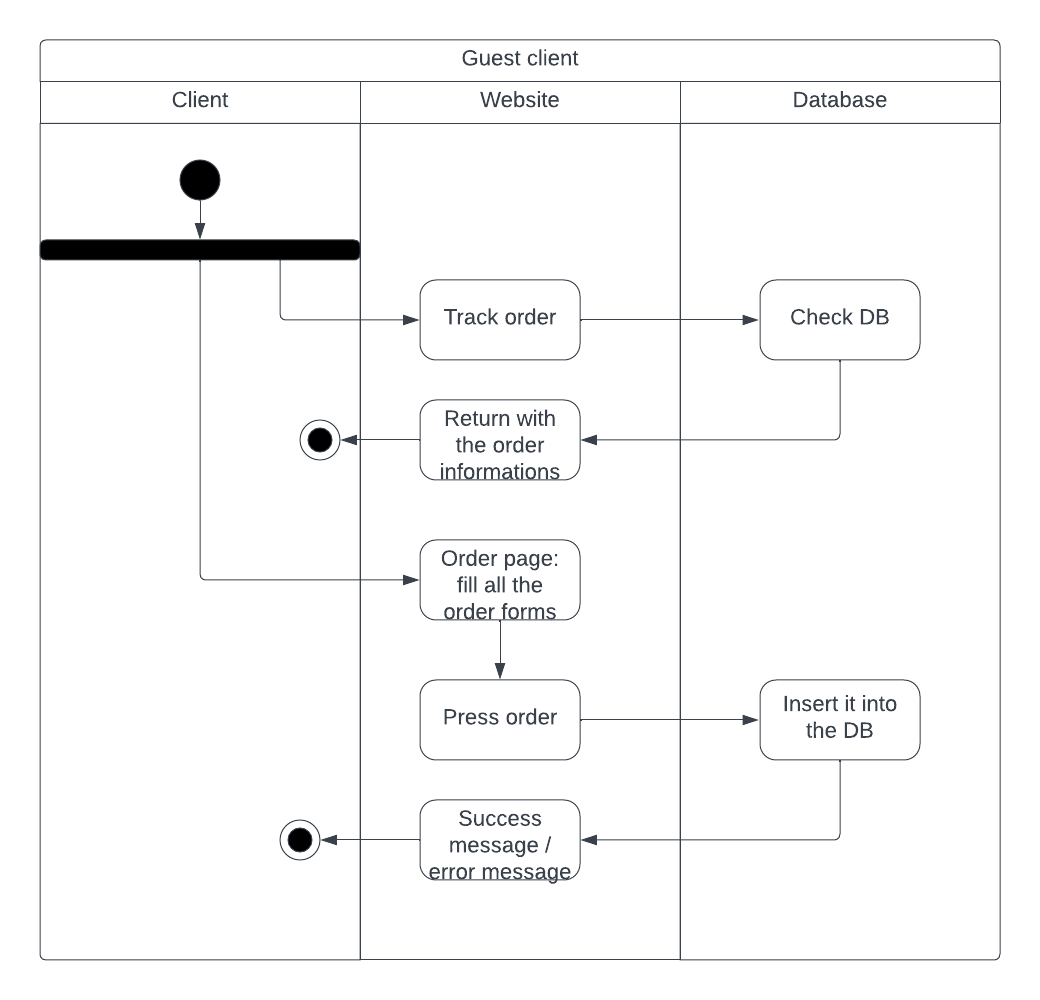 Guest client
Client
Website
Database
Track order
Check DB
Return with
the order
informations
Order page:
fill all the
order forms
Press order
Insert it into
the DB
Success
message /
error message